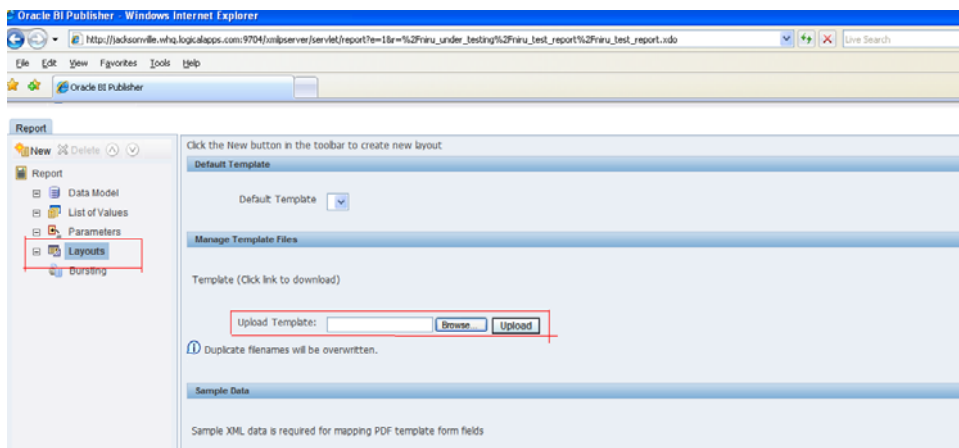 Oracle BI Publisher - Windows Internet Explorer
http://jacksonville.whq.logicalapps.com:9704/xmlpserver/servlet/report?e=1&r=%2Fniru_under_testing%2Fniru_test_report%2Fniru_test_report.xdo
Live Search
File Edit View Favorites Tools Help
Oracle BI Publisher
Report
New Delete
Click the New button in the toolbar to create new layout
Default Template
Report
Data Model
Default Template
List of Values
Parameters
Manage Template Files
Layouts
Bursting
Template (Click link to download)
Upload Template: Browse... Upload
Duplicate filenames will be overwritten.
Sample Data
Sample XML data is required for mapping PDF template form fields